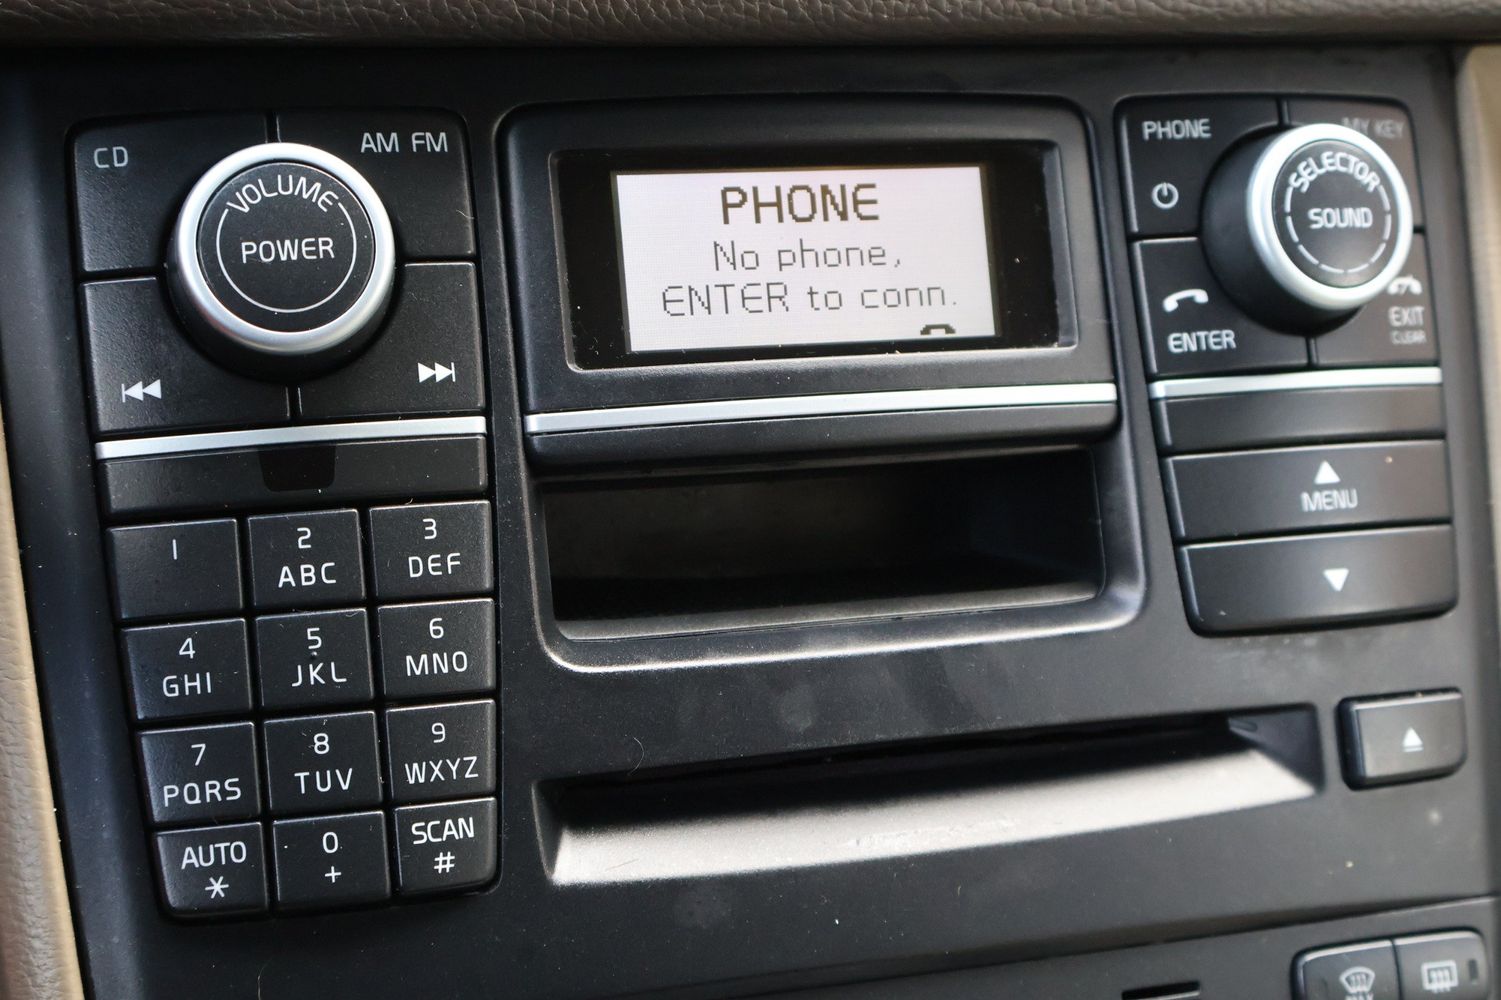 CD
AM FM
VOLUME
POWER
PHONE
No phone,
ENTER to conn.
PHONE
MY KEY
SELECTOR
SOUND
ENTER
EXIT
CLEAR
MENU
1
2
ABC
3
DEF
4
GHI
5
JKL
6
MNO
7
PQRS
8
TUV
9
WXYZ
AUTO
*
0
+
SCAN
#